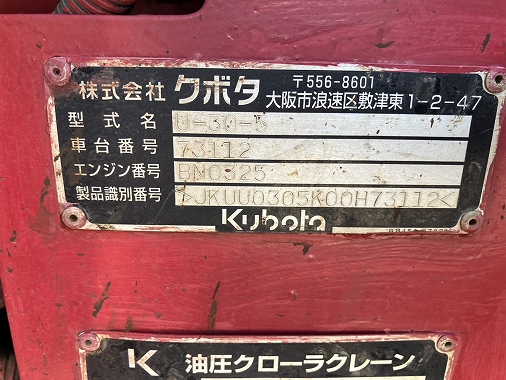 株式会社 クボタ 〒556-8601
大阪市浪速区敷津東1-2-47
型式名 U-30-5
車台番号 73112
エンジン番号 BN0325
製品識別番号 >JKUU0305K00H73112<
Kubota
K 油圧クローラクレーン